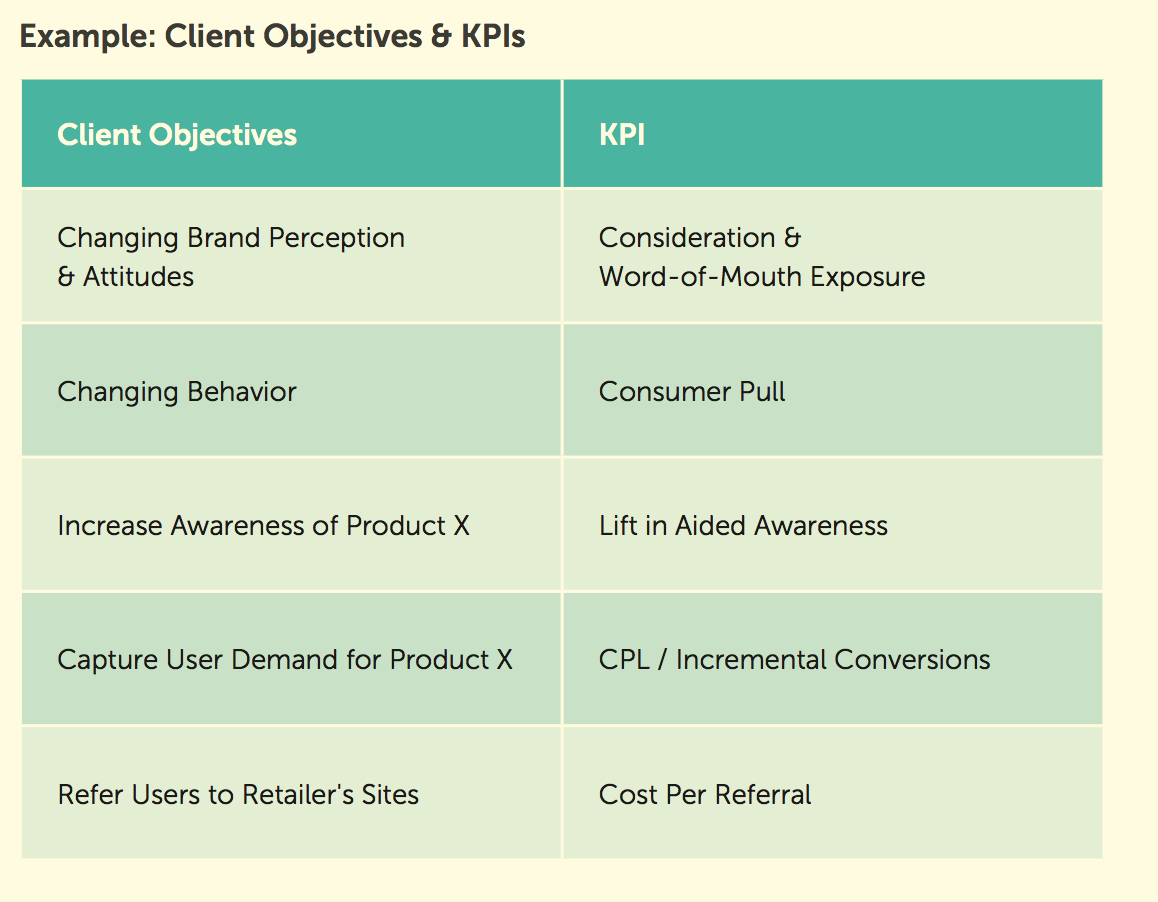 Example: Client Objectives & KPIs
Client Objectives
KPI
Changing Brand Perception
& Attitudes
Consideration &
Word-of-Mouth Exposure
Changing Behavior
Consumer Pull
Increase Awareness of Product X
Lift in Aided Awareness
Capture User Demand for Product X
CPL / Incremental Conversions
Refer Users to Retailer's Sites
Cost Per Referral